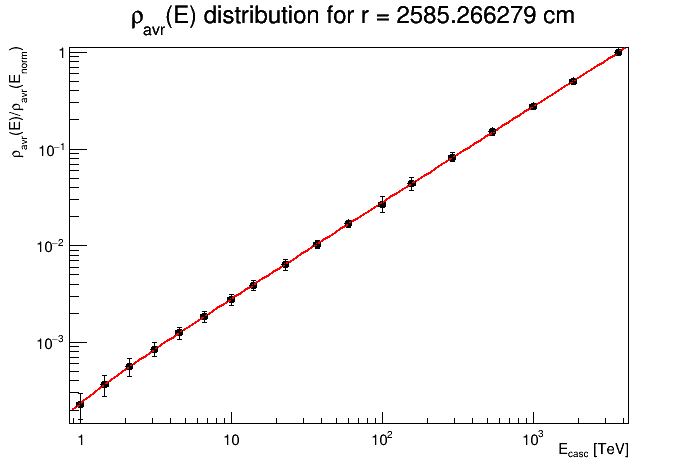 ρavr(E) distribution for r = 2585.266279 cm
ρavr(E)/ρavr(Enorm)
1
10−1
10−2
10−3
1 10 10² 10³
Ecasc [TeV]